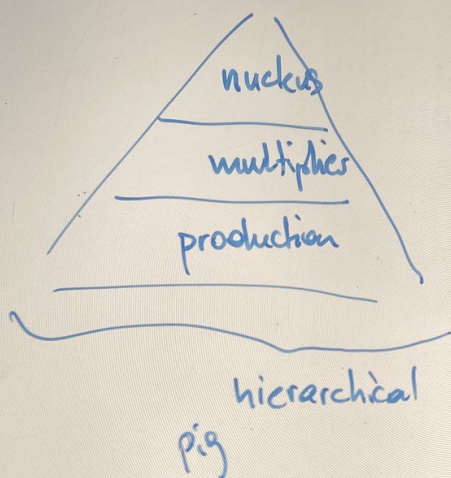 nucleus
multiplier
production
hierarchical
pig